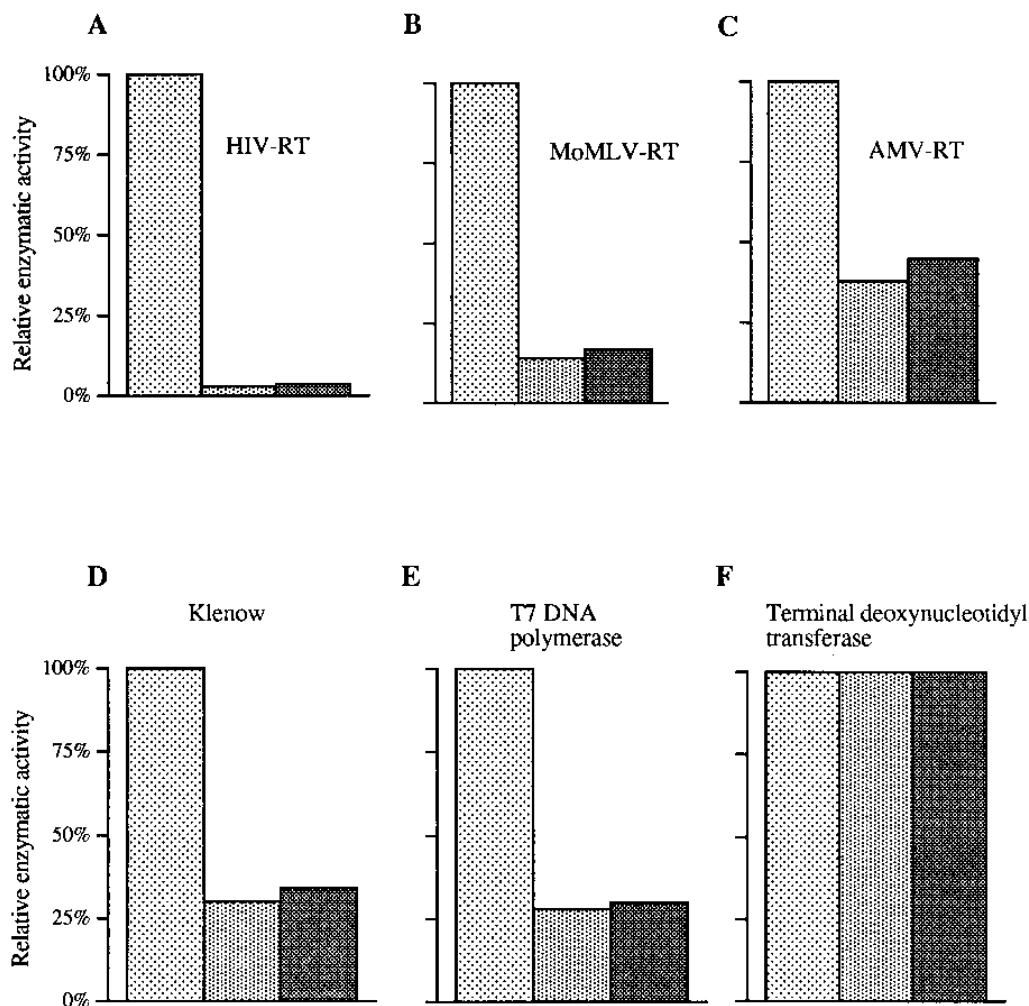 A
B
C
100%
75%
50%
25%
0%
Relative enzymatic activity
HIV-RT
MoMLV-RT
AMV-RT
D
E
F
Klenow
T7 DNA
polymerase
Terminal deoxynucleotidyl
transferase
100%
75%
50%
25%
0%
Relative enzymatic activity